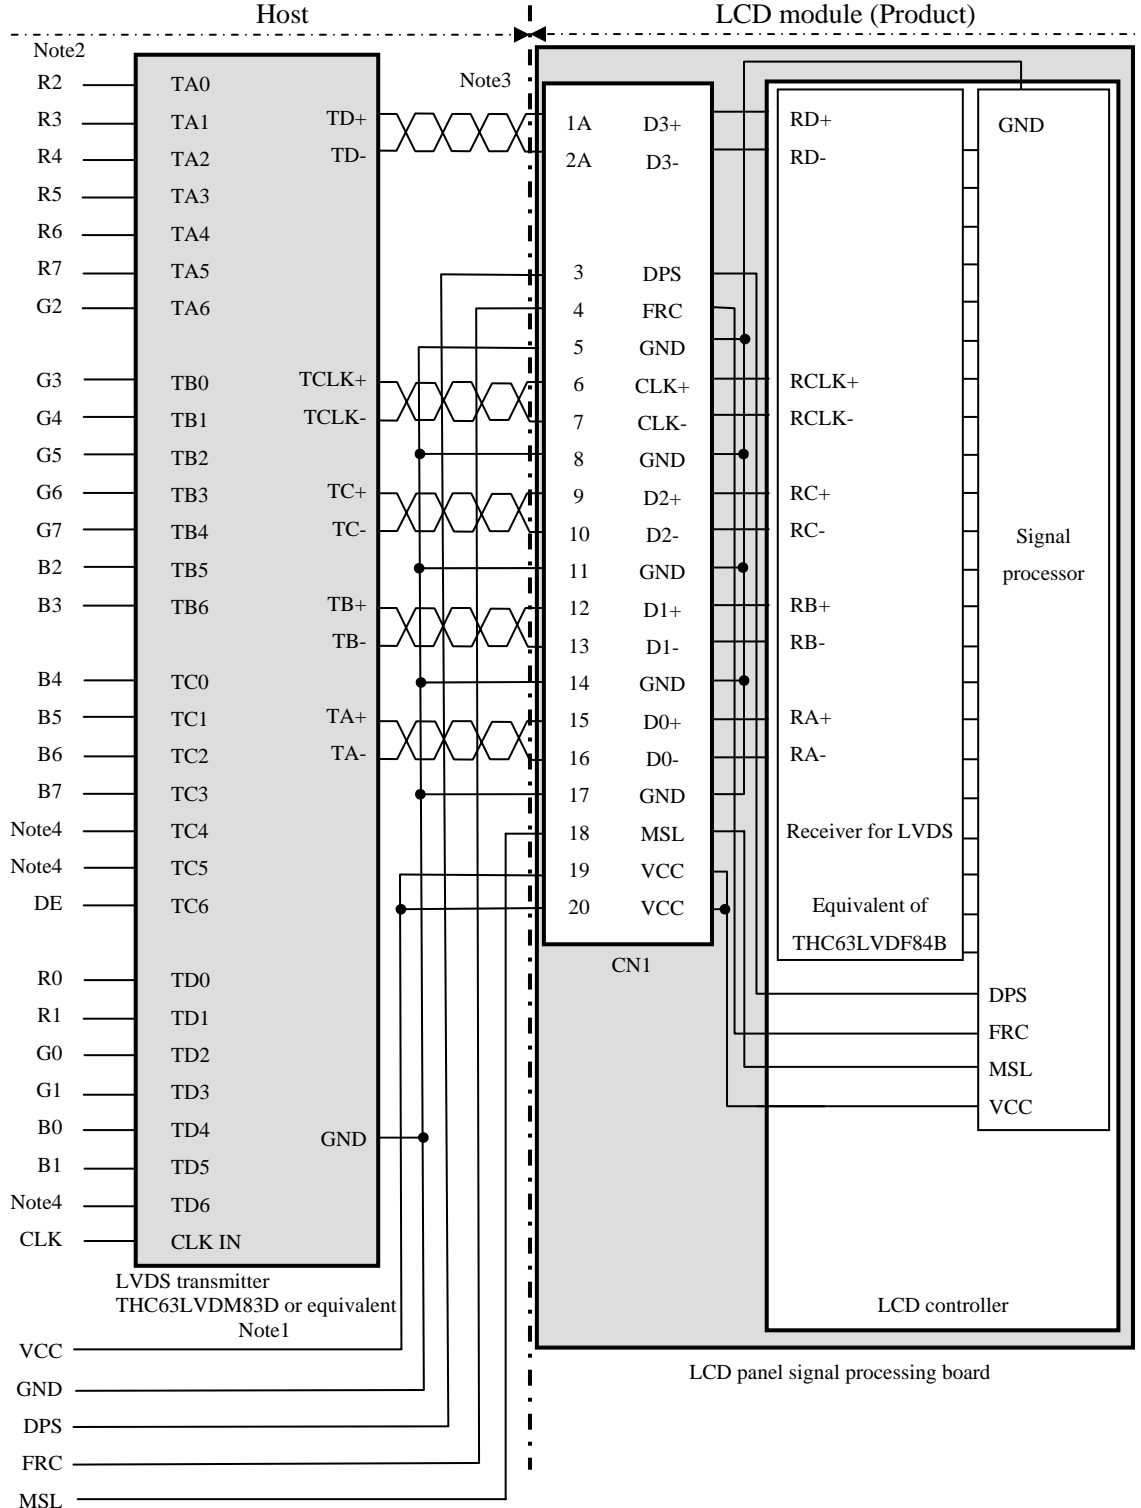 Host
LCD module (Product)
Note2
Note3
R2 TA0
R3 TA1
R4 TA2
R5 TA3
R6 TA4
R7 TA5
G2 TA6
G3 TB0
G4 TB1
G5 TB2
G6 TB3
G7 TB4
B2 TB5
B3 TB6
B4 TC0
B5 TC1
B6 TC2
B7 TC3
Note4 TC4
Note4 TC5
DE TC6
R0 TD0
R1 TD1
G0 TD2
G1 TD3
B0 TD4
B1 TD5
Note4 TD6
CLK CLK IN
TD+
TD-
TCLK+
TCLK-
TC+
TC-
TB+
TB-
TA+
TA-
GND
LVDS transmitter
THC63LVDM83D or equivalent
Note1
VCC
GND
DPS
FRC
MSL
1A D3+
2A D3-
3 DPS
4 FRC
5 GND
6 CLK+
7 CLK-
8 GND
9 D2+
10 D2-
11 GND
12 D1+
13 D1-
14 GND
15 D0+
16 D0-
17 GND
18 MSL
19 VCC
20 VCC
CN1
RD+
RD-
RCLK+
RCLK-
RC+
RC-
RB+
RB-
RA+
RA-
Receiver for LVDS
Equivalent of
THC63LVDF84B
GND
Signal
processor
DPS
FRC
MSL
VCC
LCD controller
LCD panel signal processing board